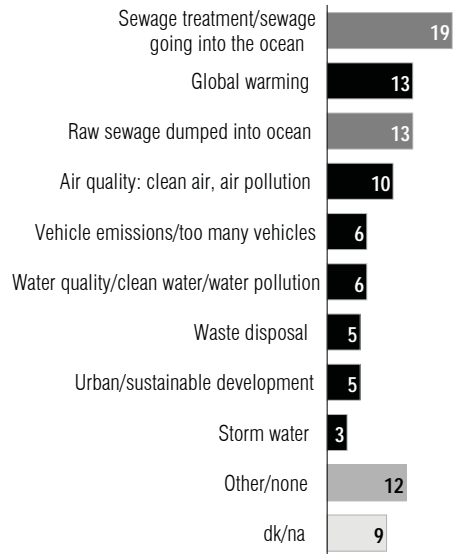 Sewage treatment/sewage
going into the ocean 19
Global warming 13
Raw sewage dumped into ocean 13
Air quality: clean air, air pollution 10
Vehicle emissions/too many vehicles 6
Water quality/clean water/water pollution 6
Waste disposal 5
Urban/sustainable development 5
Storm water 3
Other/none 12
dk/na 9